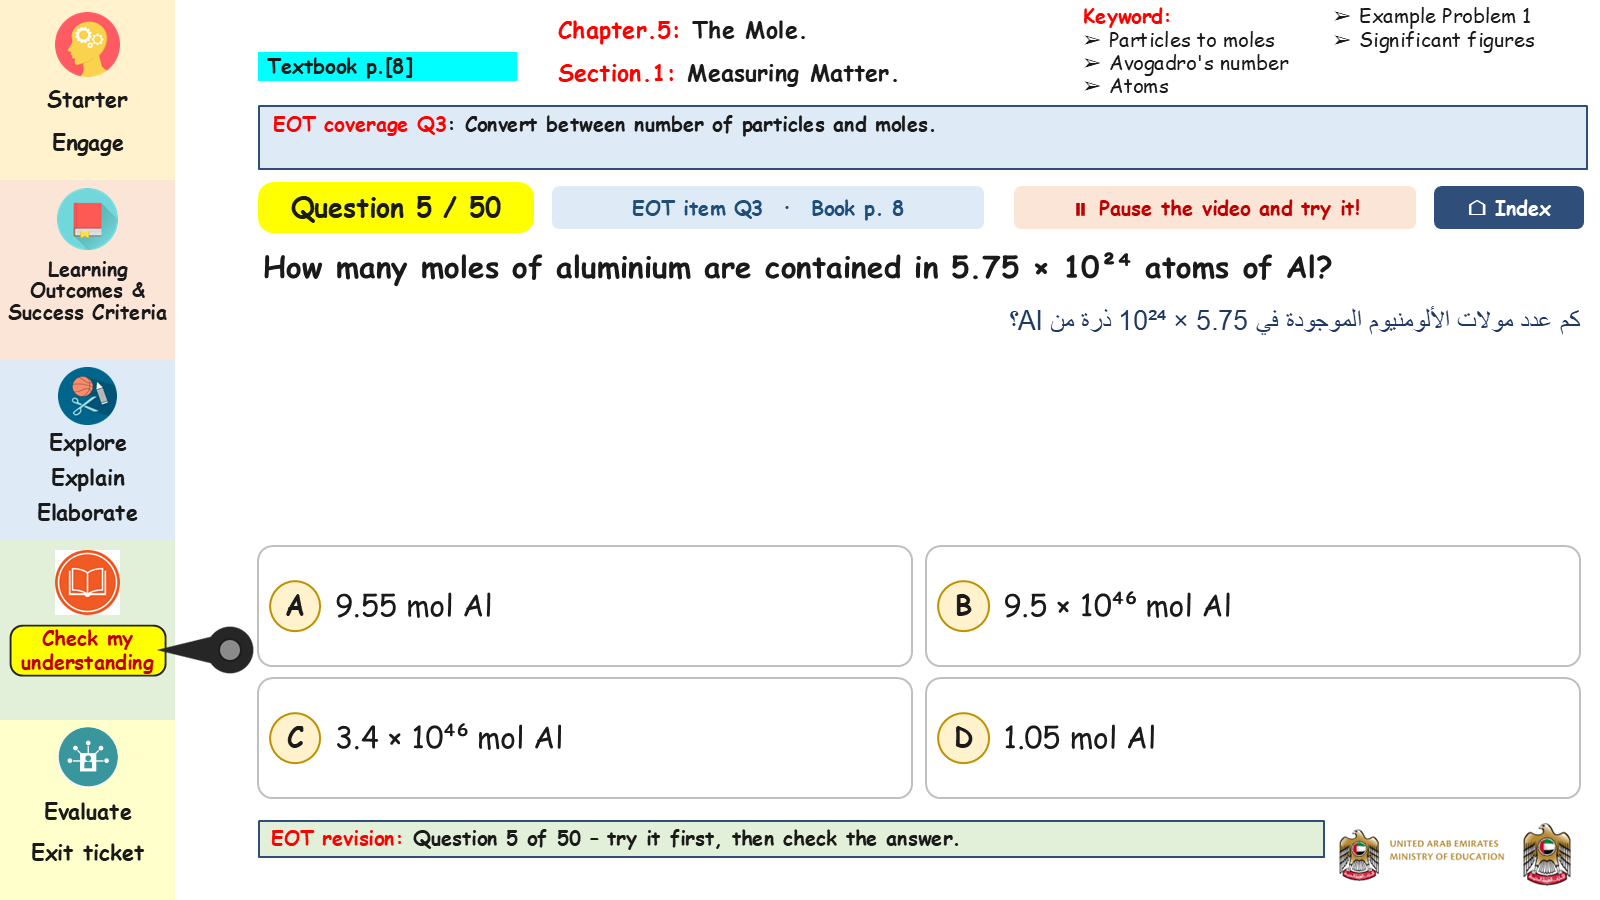 Starter
Engage
Learning
Outcomes &
Success Criteria
Explore
Explain
Elaborate
Check my
understanding
Evaluate
Exit ticket
Textbook p.[8]
Chapter.5: The Mole.
Section.1: Measuring Matter.
Keyword:
➢ Particles to moles
➢ Avogadro's number
➢ Atoms
➢ Example Problem 1
➢ Significant figures
EOT coverage Q3: Convert between number of particles and moles.
Question 5 / 50
EOT item Q3 · Book p. 8
⏸ Pause the video and try it!
⌂ Index
How many moles of aluminium are contained in 5.75 × 10²⁴ atoms of Al?
كم عدد مولات الألومنيوم الموجودة في 5.75 × 10²⁴ ذرة من Al؟
A 9.55 mol Al
B 9.5 × 10⁴⁶ mol Al
C 3.4 × 10⁴⁶ mol Al
D 1.05 mol Al
EOT revision: Question 5 of 50 – try it first, then check the answer.
UNITED ARAB EMIRATES
MINISTRY OF EDUCATION